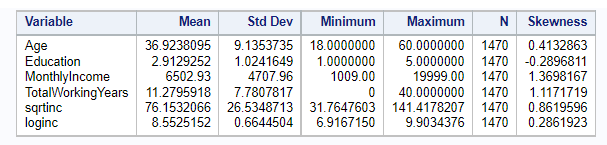 Variable Mean Std Dev Minimum Maximum N Skewness
Age 36.9238095 9.1353735 18.0000000 60.0000000 1470 0.4132863
Education 2.9129252 1.0241649 1.0000000 5.0000000 1470 -0.2896811
MonthlyIncome 6502.93 4707.96 1009.00 19999.00 1470 1.3698167
TotalWorkingYears 11.2795918 7.7807817 0 40.0000000 1470 1.1171719
sqrtinc 76.1532066 26.5348713 31.7647603 141.4178207 1470 0.8619596
loginc 8.5525152 0.6644504 6.9167150 9.9034376 1470 0.2861923